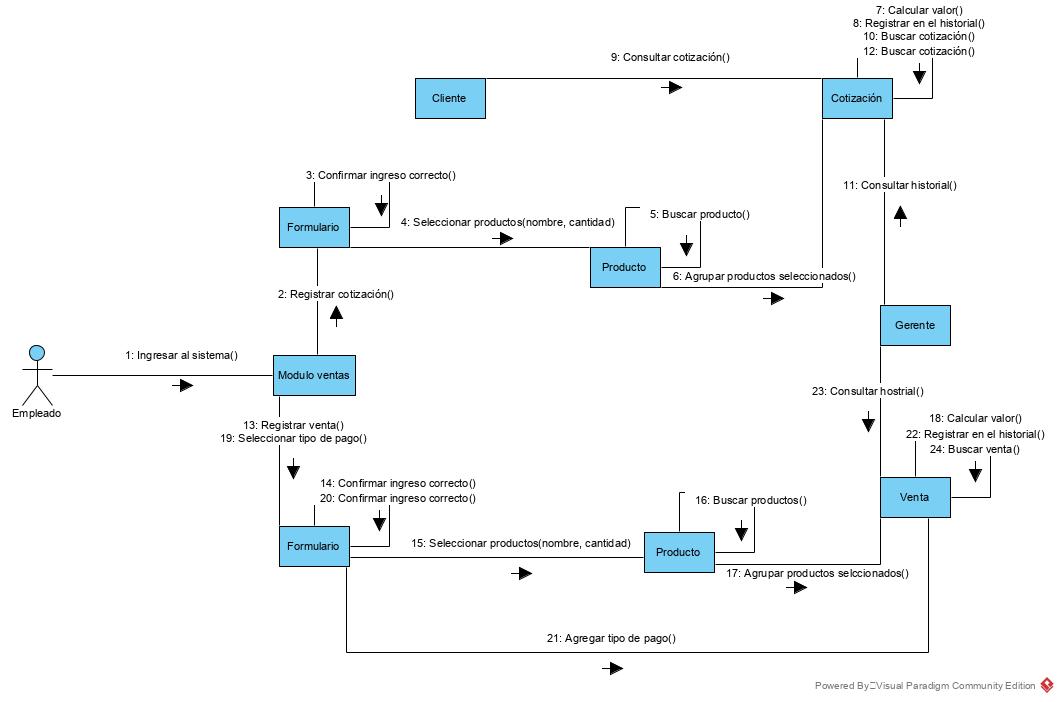 7: Calcular valor()
8: Registrar en el historial()
10: Buscar cotización()
12: Buscar cotización()
9: Consultar cotización()
Cliente
Cotización
3: Confirmar ingreso correcto()
11: Consultar historial()
Formulario
4: Seleccionar productos(nombre, cantidad)
5: Buscar producto()
Producto
6: Agrupar productos seleccionados()
2: Registrar cotización()
Gerente
1: Ingresar al sistema()
Modulo ventas
Empleado
23: Consultar hostrial()
13: Registrar venta()
19: Seleccionar tipo de pago()
18: Calcular valor()
22: Registrar en el historial()
24: Buscar venta()
14: Confirmar ingreso correcto()
20: Confirmar ingreso correcto()
16: Buscar productos()
Venta
Formulario
15: Seleccionar productos(nombre, cantidad)
Producto
17: Agrupar productos selccionados()
21: Agregar tipo de pago()
Powered By Visual Paradigm Community Edition